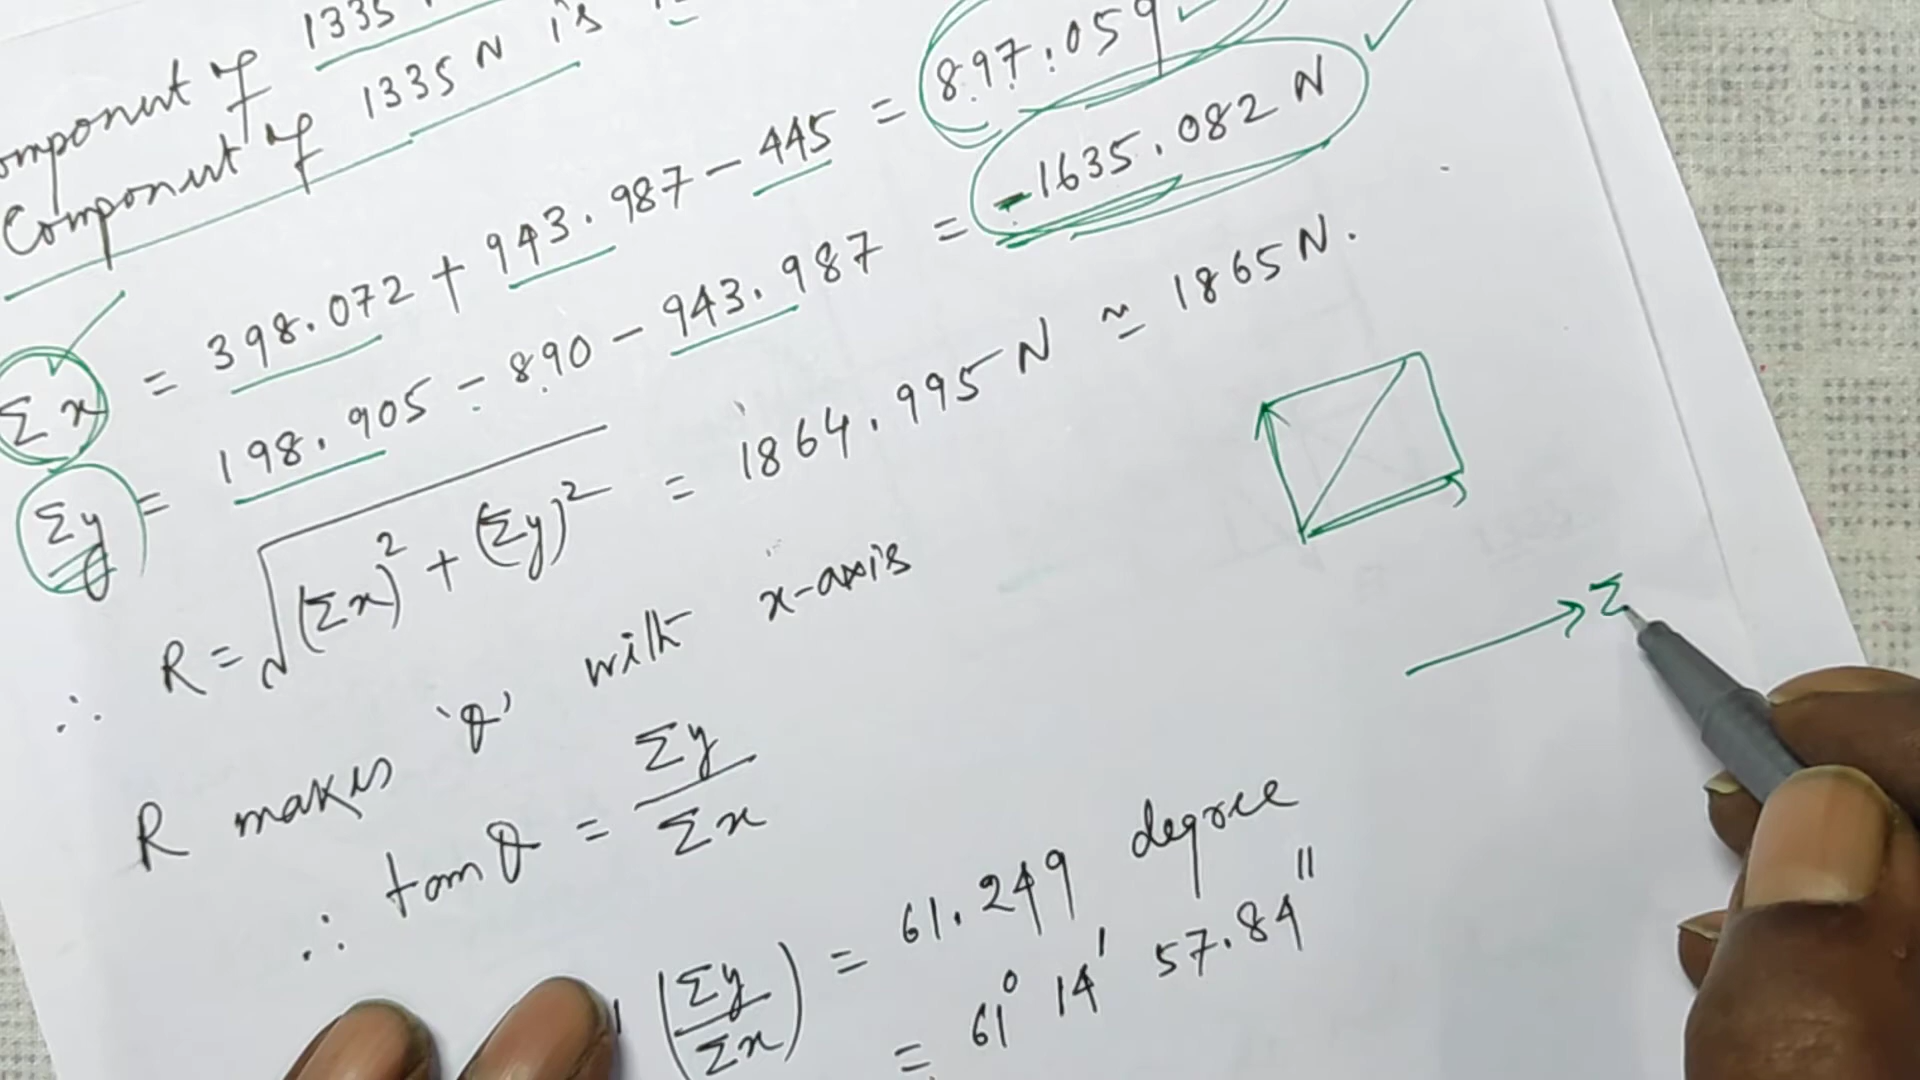 1335
Component of 1335 N is
Σx = 398.072 + 943.987 - 445 = 897.059
Σy = 198.905 - 890 - 943.987 = -1635.082 N
∴ R = √(Σx)² + (Σy)² = 1864.995 N ≃ 1865 N.
R makes 'θ' with x-axis
∴ tan θ = Σy/Σx
(Σy/Σx) = 61.249 degree
= 61° 14' 57.84"
Σ